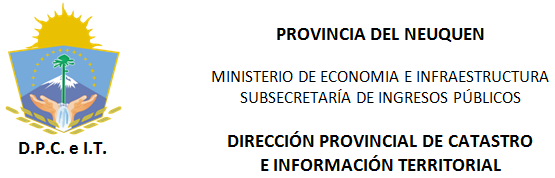 PROVINCIA DEL NEUQUEN
MINISTERIO DE ECONOMIA E INFRAESTRUCTURA
SUBSECRETARÍA DE INGRESOS PÚBLICOS
DIRECCIÓN PROVINCIAL DE CATASTRO
E INFORMACIÓN TERRITORIAL
D.P.C. e I.T.